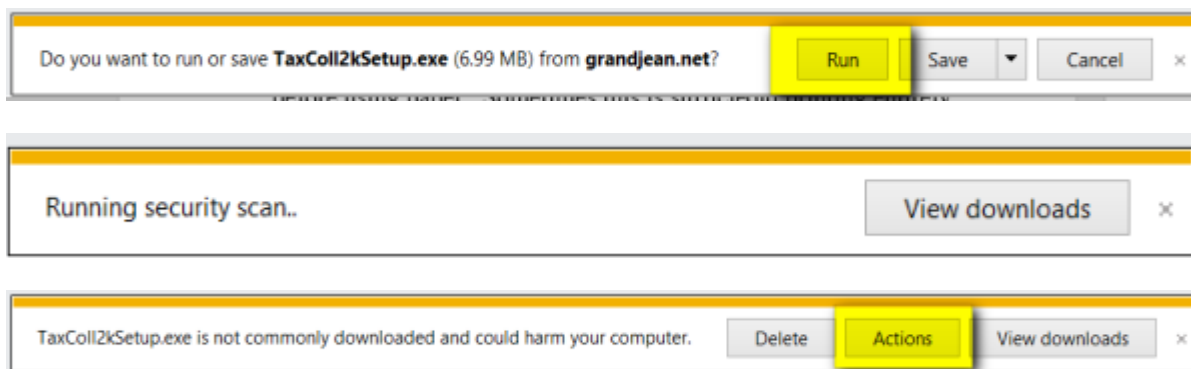 Do you want to run or save TaxColl2kSetup.exe (6.99 MB) from grandjean.net? Run Save Cancel ×
Running security scan.. View downloads ×
TaxColl2kSetup.exe is not commonly downloaded and could harm your computer. Delete Actions View downloads ×